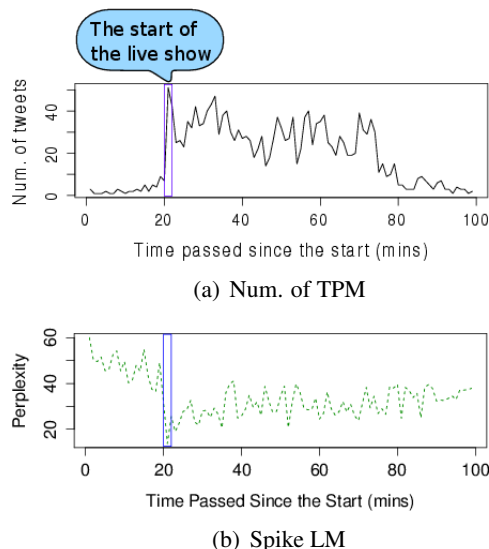 The start of
the live show
Num. of tweets
0 20 40
0 20 40 60 80 100
Time passed since the start (mins)
(a) Num. of TPM
Perplexity
20 40 60
0 20 40 60 80 100
Time Passed Since the Start (mins)
(b) Spike LM